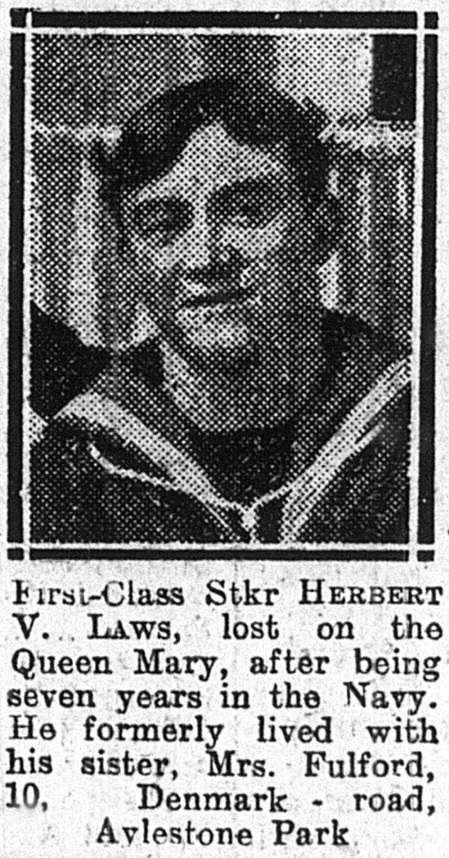 First-Class Stkr HERBERT
V. LAWS, lost on the
Queen Mary, after being
seven years in the Navy.
He formerly lived with
his sister, Mrs. Fulford,
10, Denmark - road,
Aylestone Park